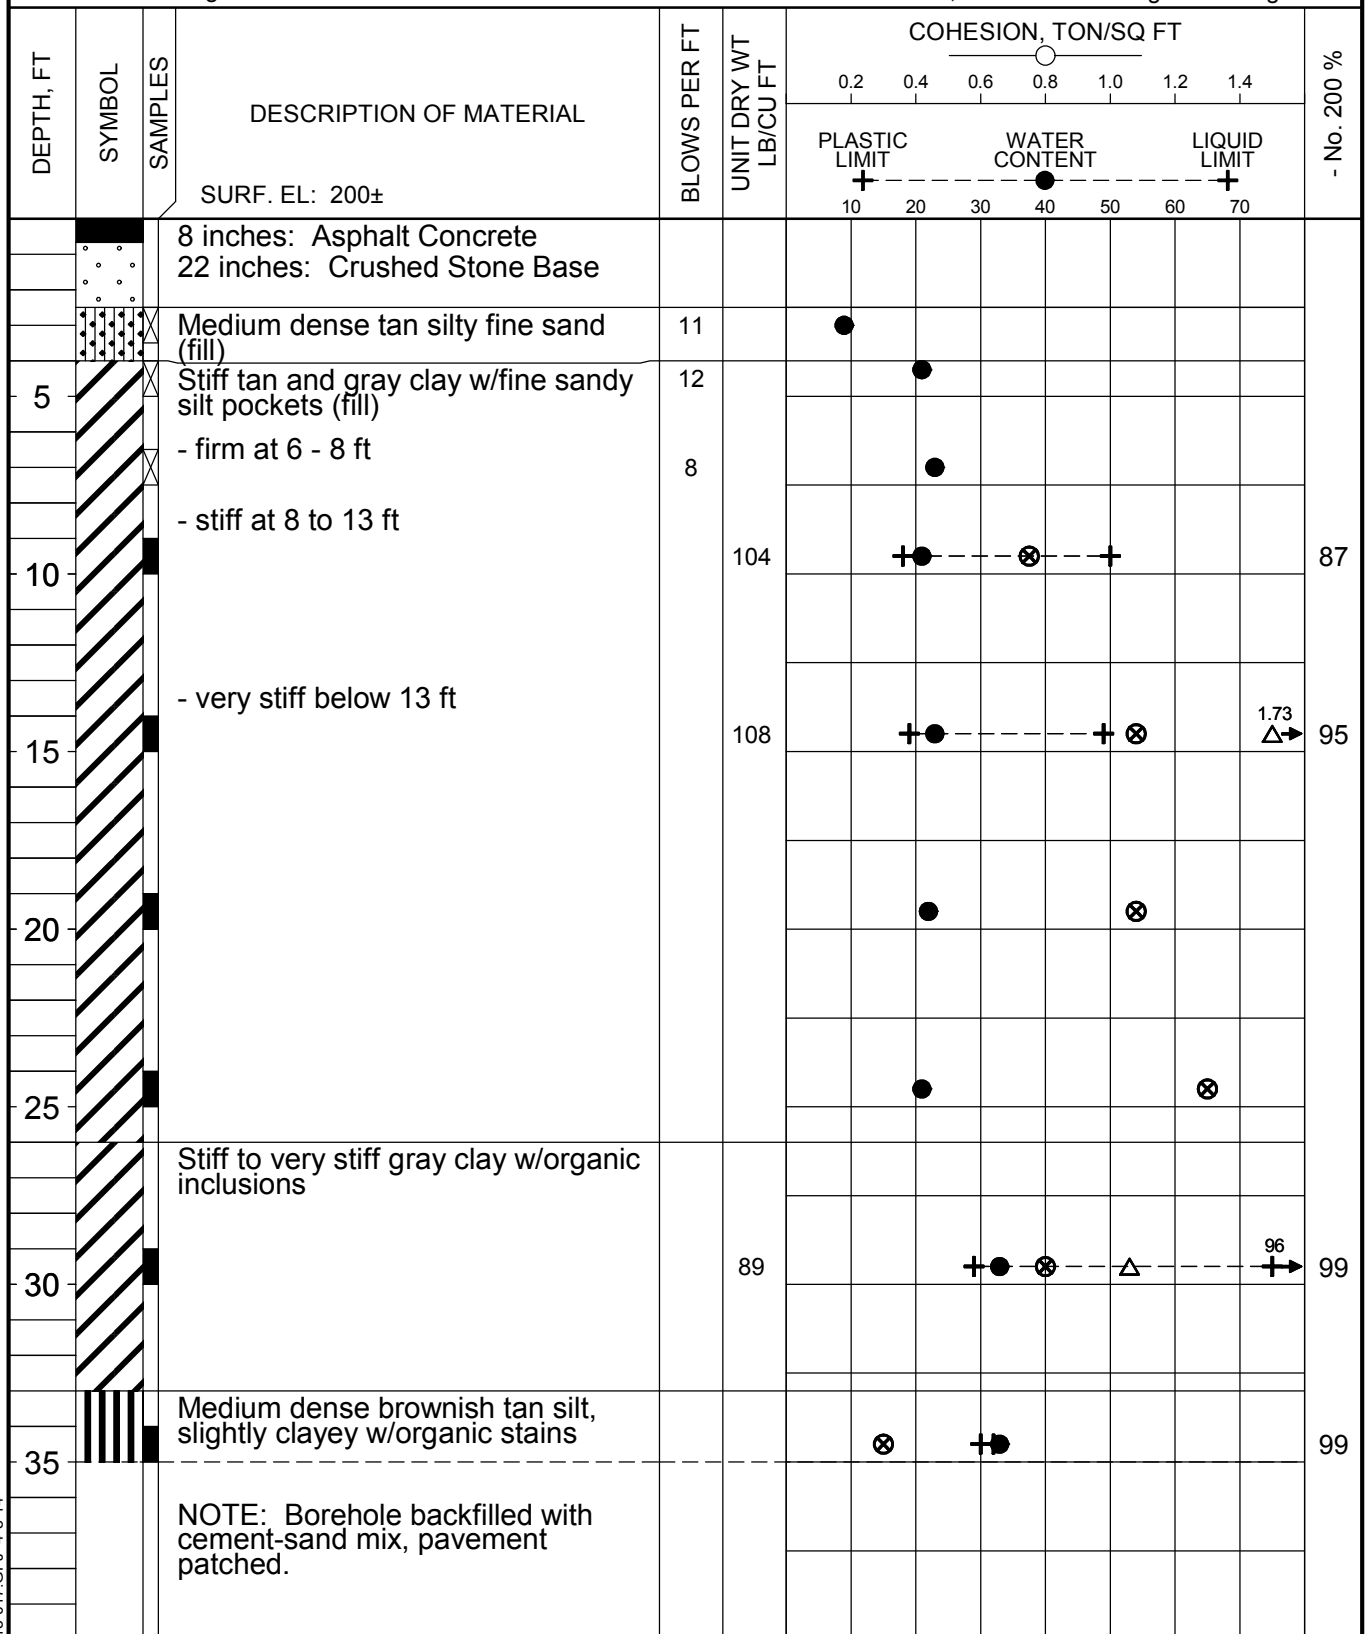 COHESION, TON/SQ FT
0.2 0.4 0.6 0.8 1.0 1.2 1.4
DEPTH, FT
SYMBOL
SAMPLES
DESCRIPTION OF MATERIAL
SURF. EL: 200±
BLOWS PER FT
UNIT DRY WT
LB/CU FT
PLASTIC
LIMIT
WATER
CONTENT
LIQUID
LIMIT
10 20 30 40 50 60 70
- No. 200 %
8 inches: Asphalt Concrete
22 inches: Crushed Stone Base
Medium dense tan silty fine sand
(fill)
11
Stiff tan and gray clay w/fine sandy
silt pockets (fill)
12
5
- firm at 6 - 8 ft
8
- stiff at 8 to 13 ft
104
87
10
- very stiff below 13 ft
1.73
108
95
15
20
25
Stiff to very stiff gray clay w/organic
inclusions
96
89
99
30
Medium dense brownish tan silt,
slightly clayey w/organic stains
99
35
NOTE: Borehole backfilled with
cement-sand mix, pavement
patched.